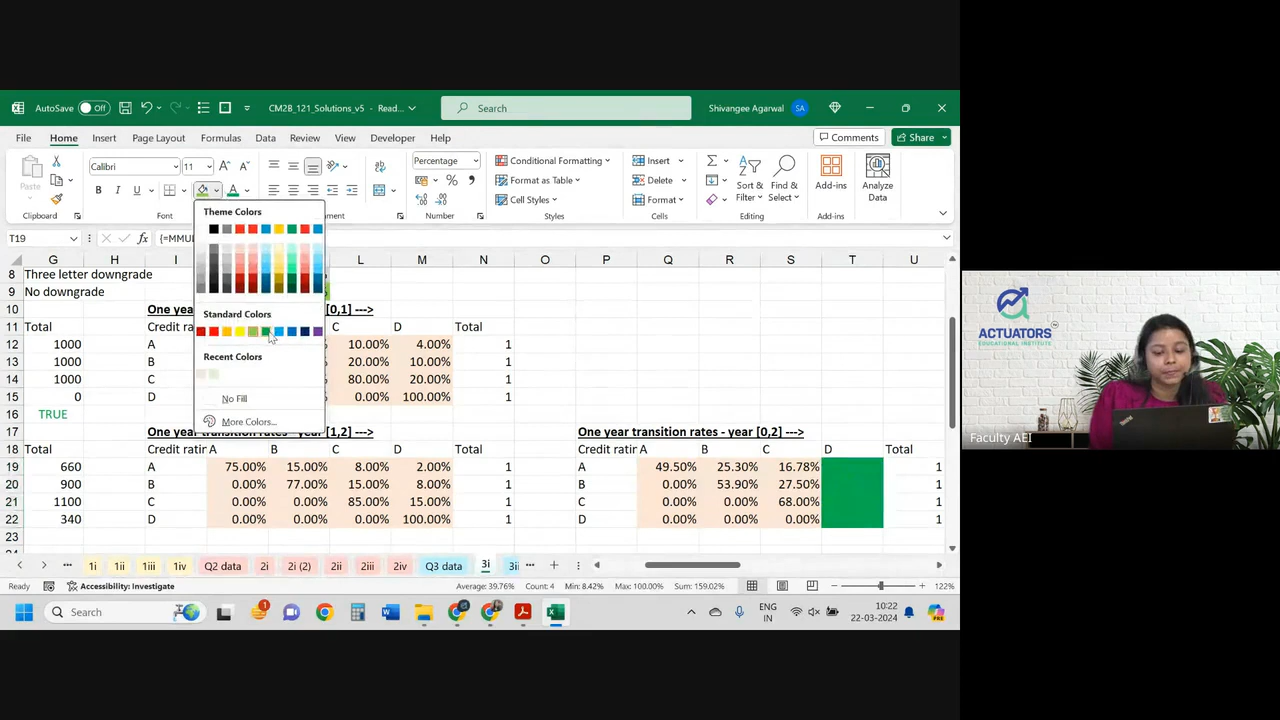 AutoSave Off CM2B_121_Solutions_v5 - Read... Search Shivangee Agarwal SA
File Home Insert Page Layout Formulas Data Review View Developer Help Comments Share
Paste Calibri 11 B I U Percentage % Conditional Formatting Format as Table Cell Styles Insert Delete Format Sort & Filter Find & Select Add-ins Analyze Data
Clipboard Font Number Styles Cells Editing Add-ins
T19 fx {=MMU
Theme Colors
Standard Colors
Recent Colors
No Fill
More Colors...
G H I L M N O P Q R S T U
8 Three letter downgrade
9 No downgrade
10 One year [0,1] --->
11 Total Credit C D Total
12 1000 A 10.00% 4.00% 1
13 1000 B 20.00% 10.00% 1
14 1000 C 80.00% 20.00% 1
15 0 D 0.00% 100.00% 1
16 TRUE
17 One year transition rates - year [1,2] ---> One year transition rates - year [0,2] --->
18 Total Credit ratir A B C D Total Credit ratir A B C D Total
19 660 A 75.00% 15.00% 8.00% 2.00% 1 A 49.50% 25.30% 16.78% 1
20 900 B 0.00% 77.00% 15.00% 8.00% 1 B 0.00% 53.90% 27.50% 1
21 1100 C 0.00% 0.00% 85.00% 15.00% 1 C 0.00% 0.00% 68.00% 1
22 340 D 0.00% 0.00% 0.00% 100.00% 1 D 0.00% 0.00% 0.00% 1
23
1i 1ii 1iii 1iv Q2 data 2i 2i (2) 2ii 2iii 2iv Q3 data 3i 3ii
Ready Accessibility: Investigate Average: 39.76% Count: 4 Min: 8.42% Max: 100.00% Sum: 159.02% 122%
Search ENG IN 10:22 22-03-2024
ACTUATORS
EDUCATIONAL INSTITUTE
Faculty AEI